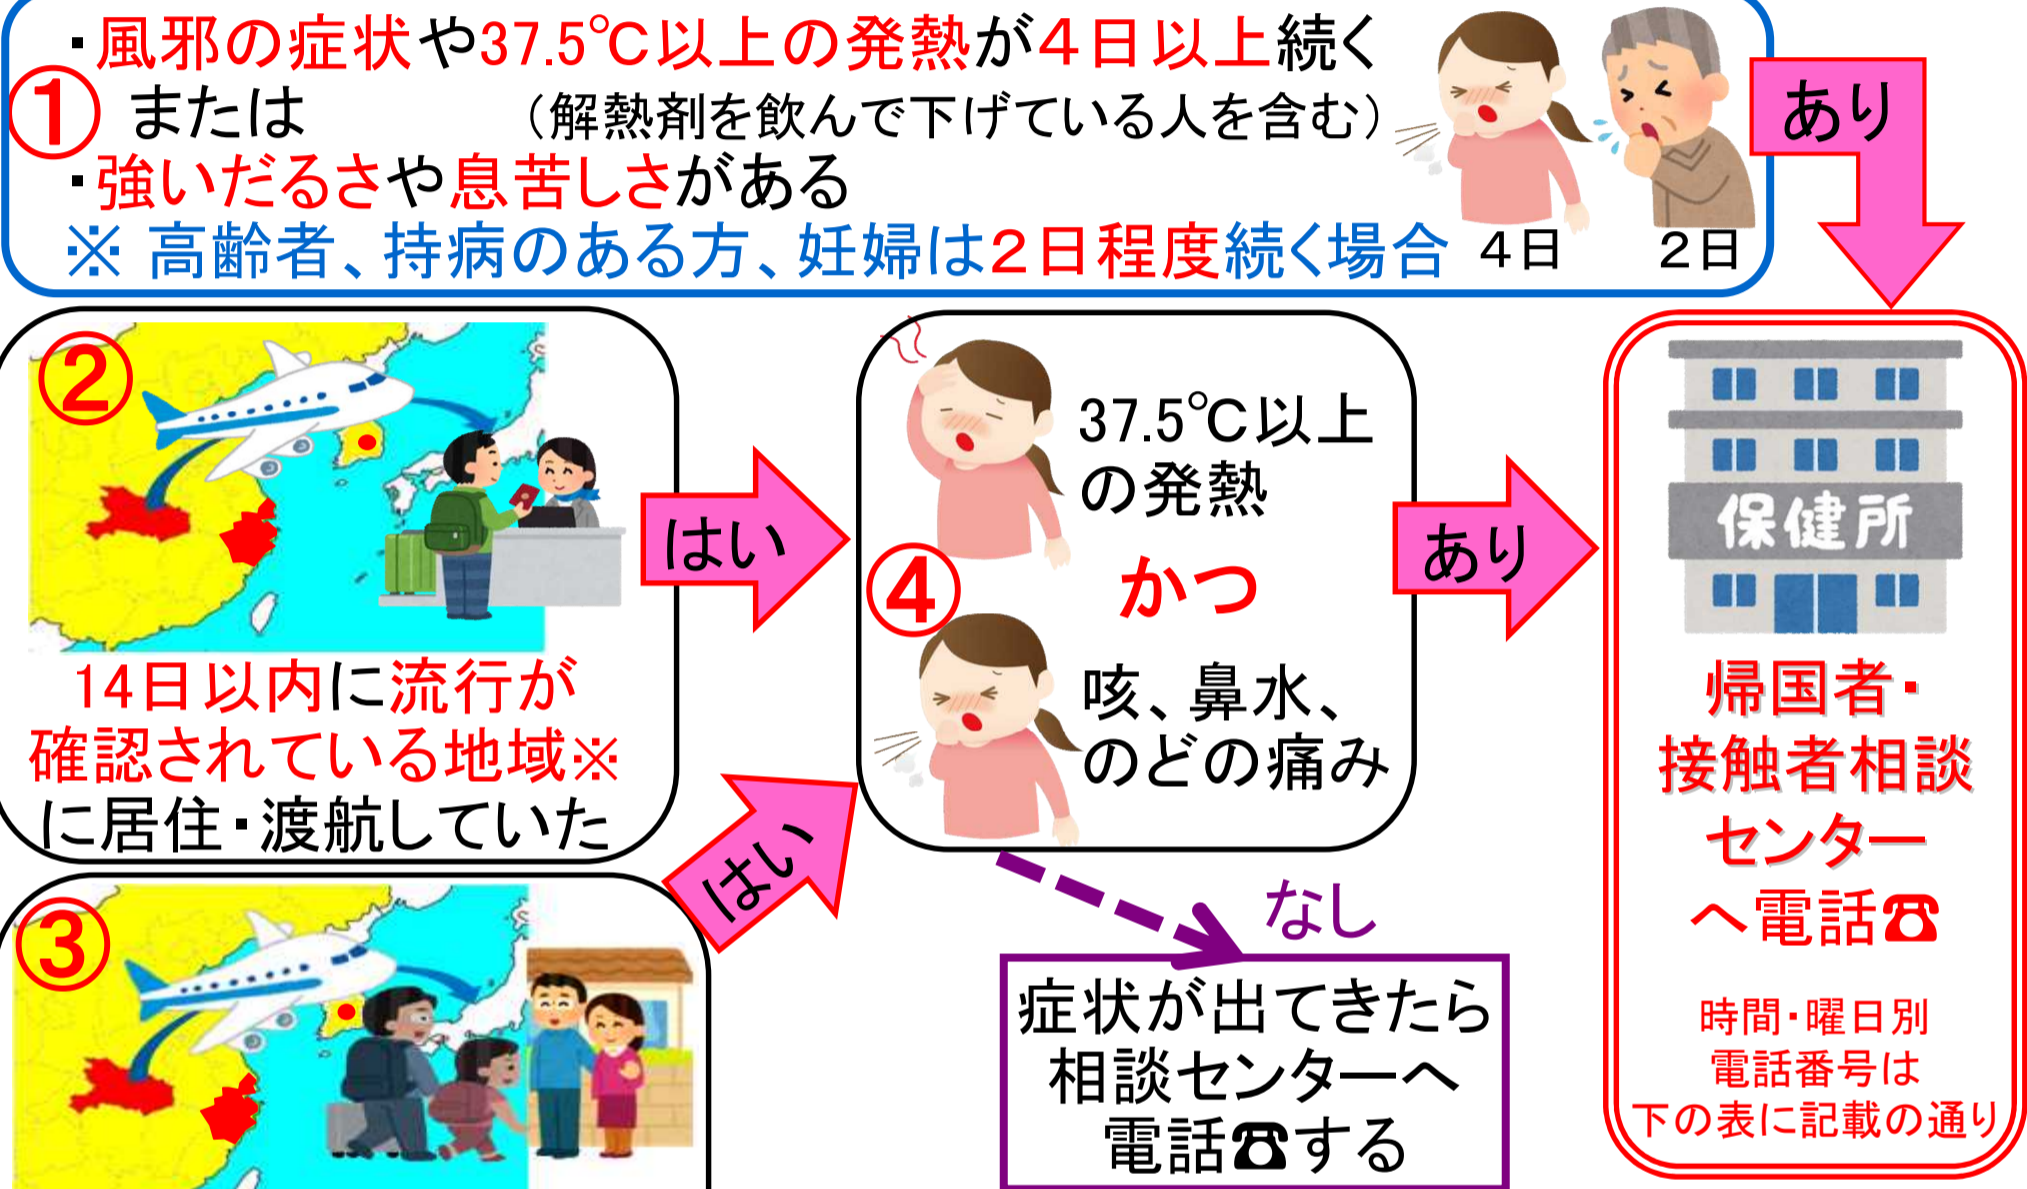 ・風邪の症状や37.5℃以上の発熱が４日以上続く
① または （解熱剤を飲んで下げている人を含む）
・強いだるさや息苦しさがある
※ 高齢者、持病のある方、妊婦は２日程度続く場合
４日 ２日
あり
②
14日以内に流行が
確認されている地域※
に居住・渡航していた
はい
③
はい
37.5℃以上
の発熱
④ かつ
咳、鼻水、
のどの痛み
あり
なし
症状が出てきたら
相談センターへ
電話☎する
保健所
帰国者・
接触者相談
センター
へ電話☎
時間・曜日別
電話番号は
下の表に記載の通り